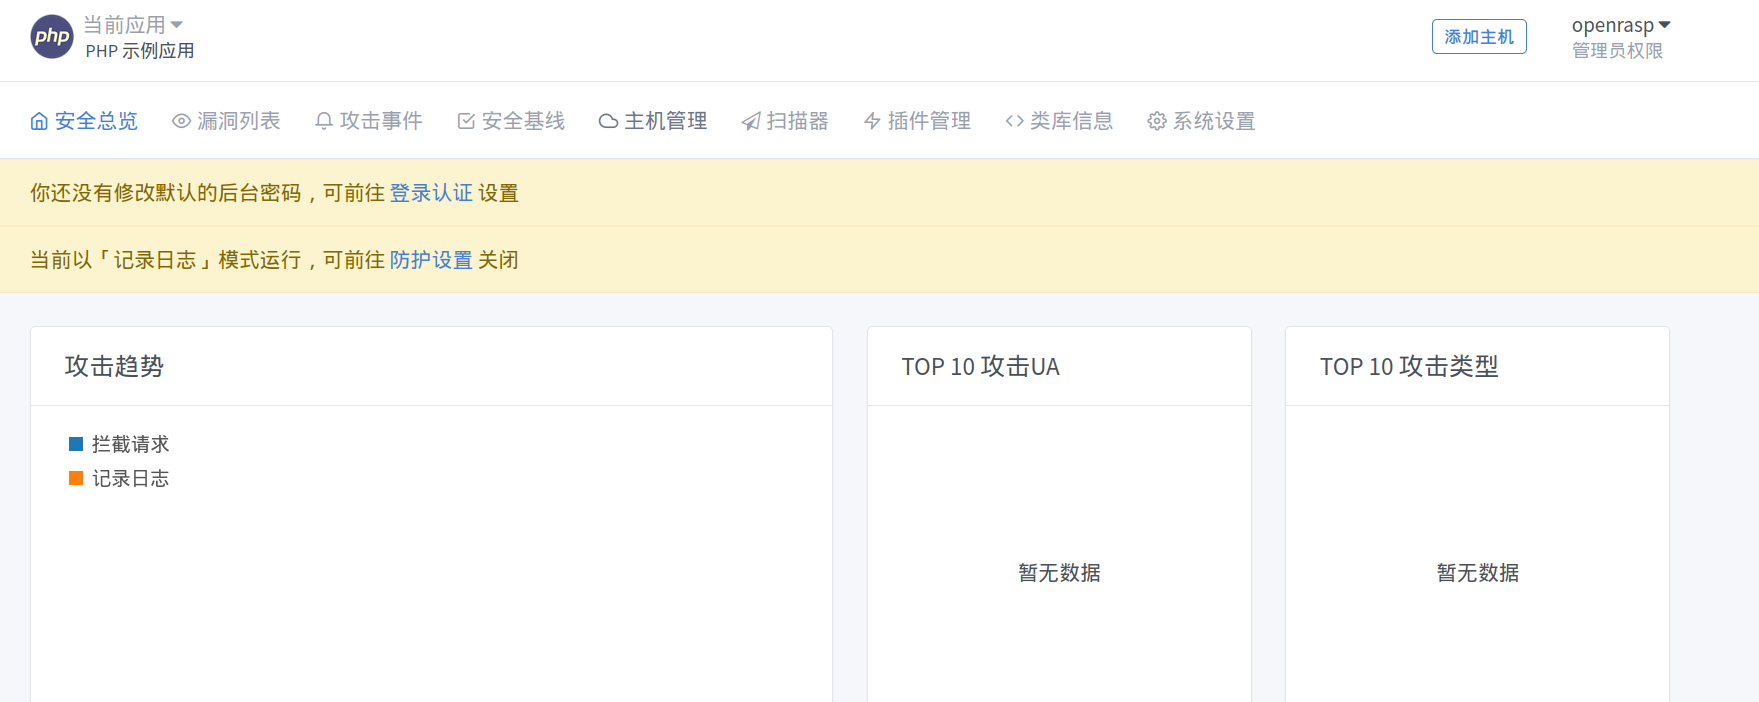 php
当前应用
PHP 示例应用
添加主机
openrasp
管理员权限
安全总览 漏洞列表 攻击事件 安全基线 主机管理 扫描器 插件管理 类库信息 系统设置
你还没有修改默认的后台密码，可前往 登录认证 设置
当前以「记录日志」模式运行，可前往 防护设置 关闭
攻击趋势
拦截请求
记录日志
TOP 10 攻击UA
暂无数据
TOP 10 攻击类型
暂无数据